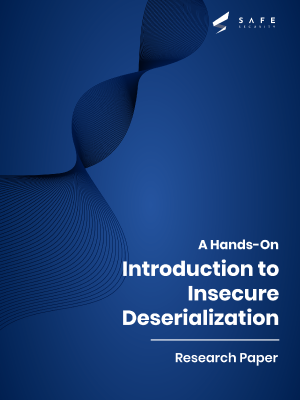 SAFE
SECURITY
A Hands-On
Introduction to
Insecure
Deserialization
Research Paper